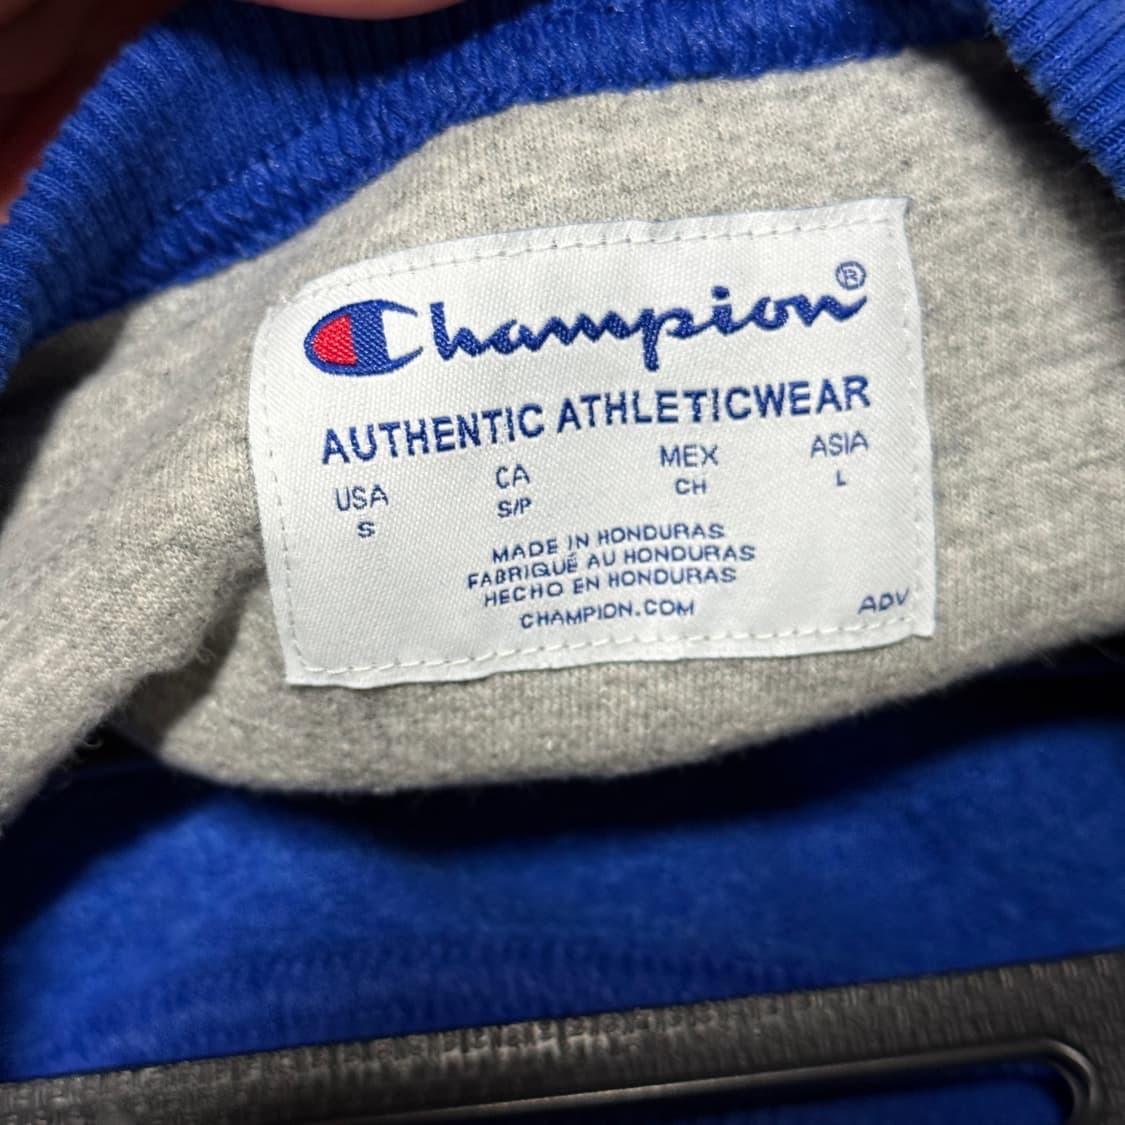 Champion®
AUTHENTIC ATHLETICWEAR
USA CA MEX ASIA
S S/P CH L
MADE IN HONDURAS
FABRIQUÉ AU HONDURAS
HECHO EN HONDURAS
CHAMPION.COM
ADV